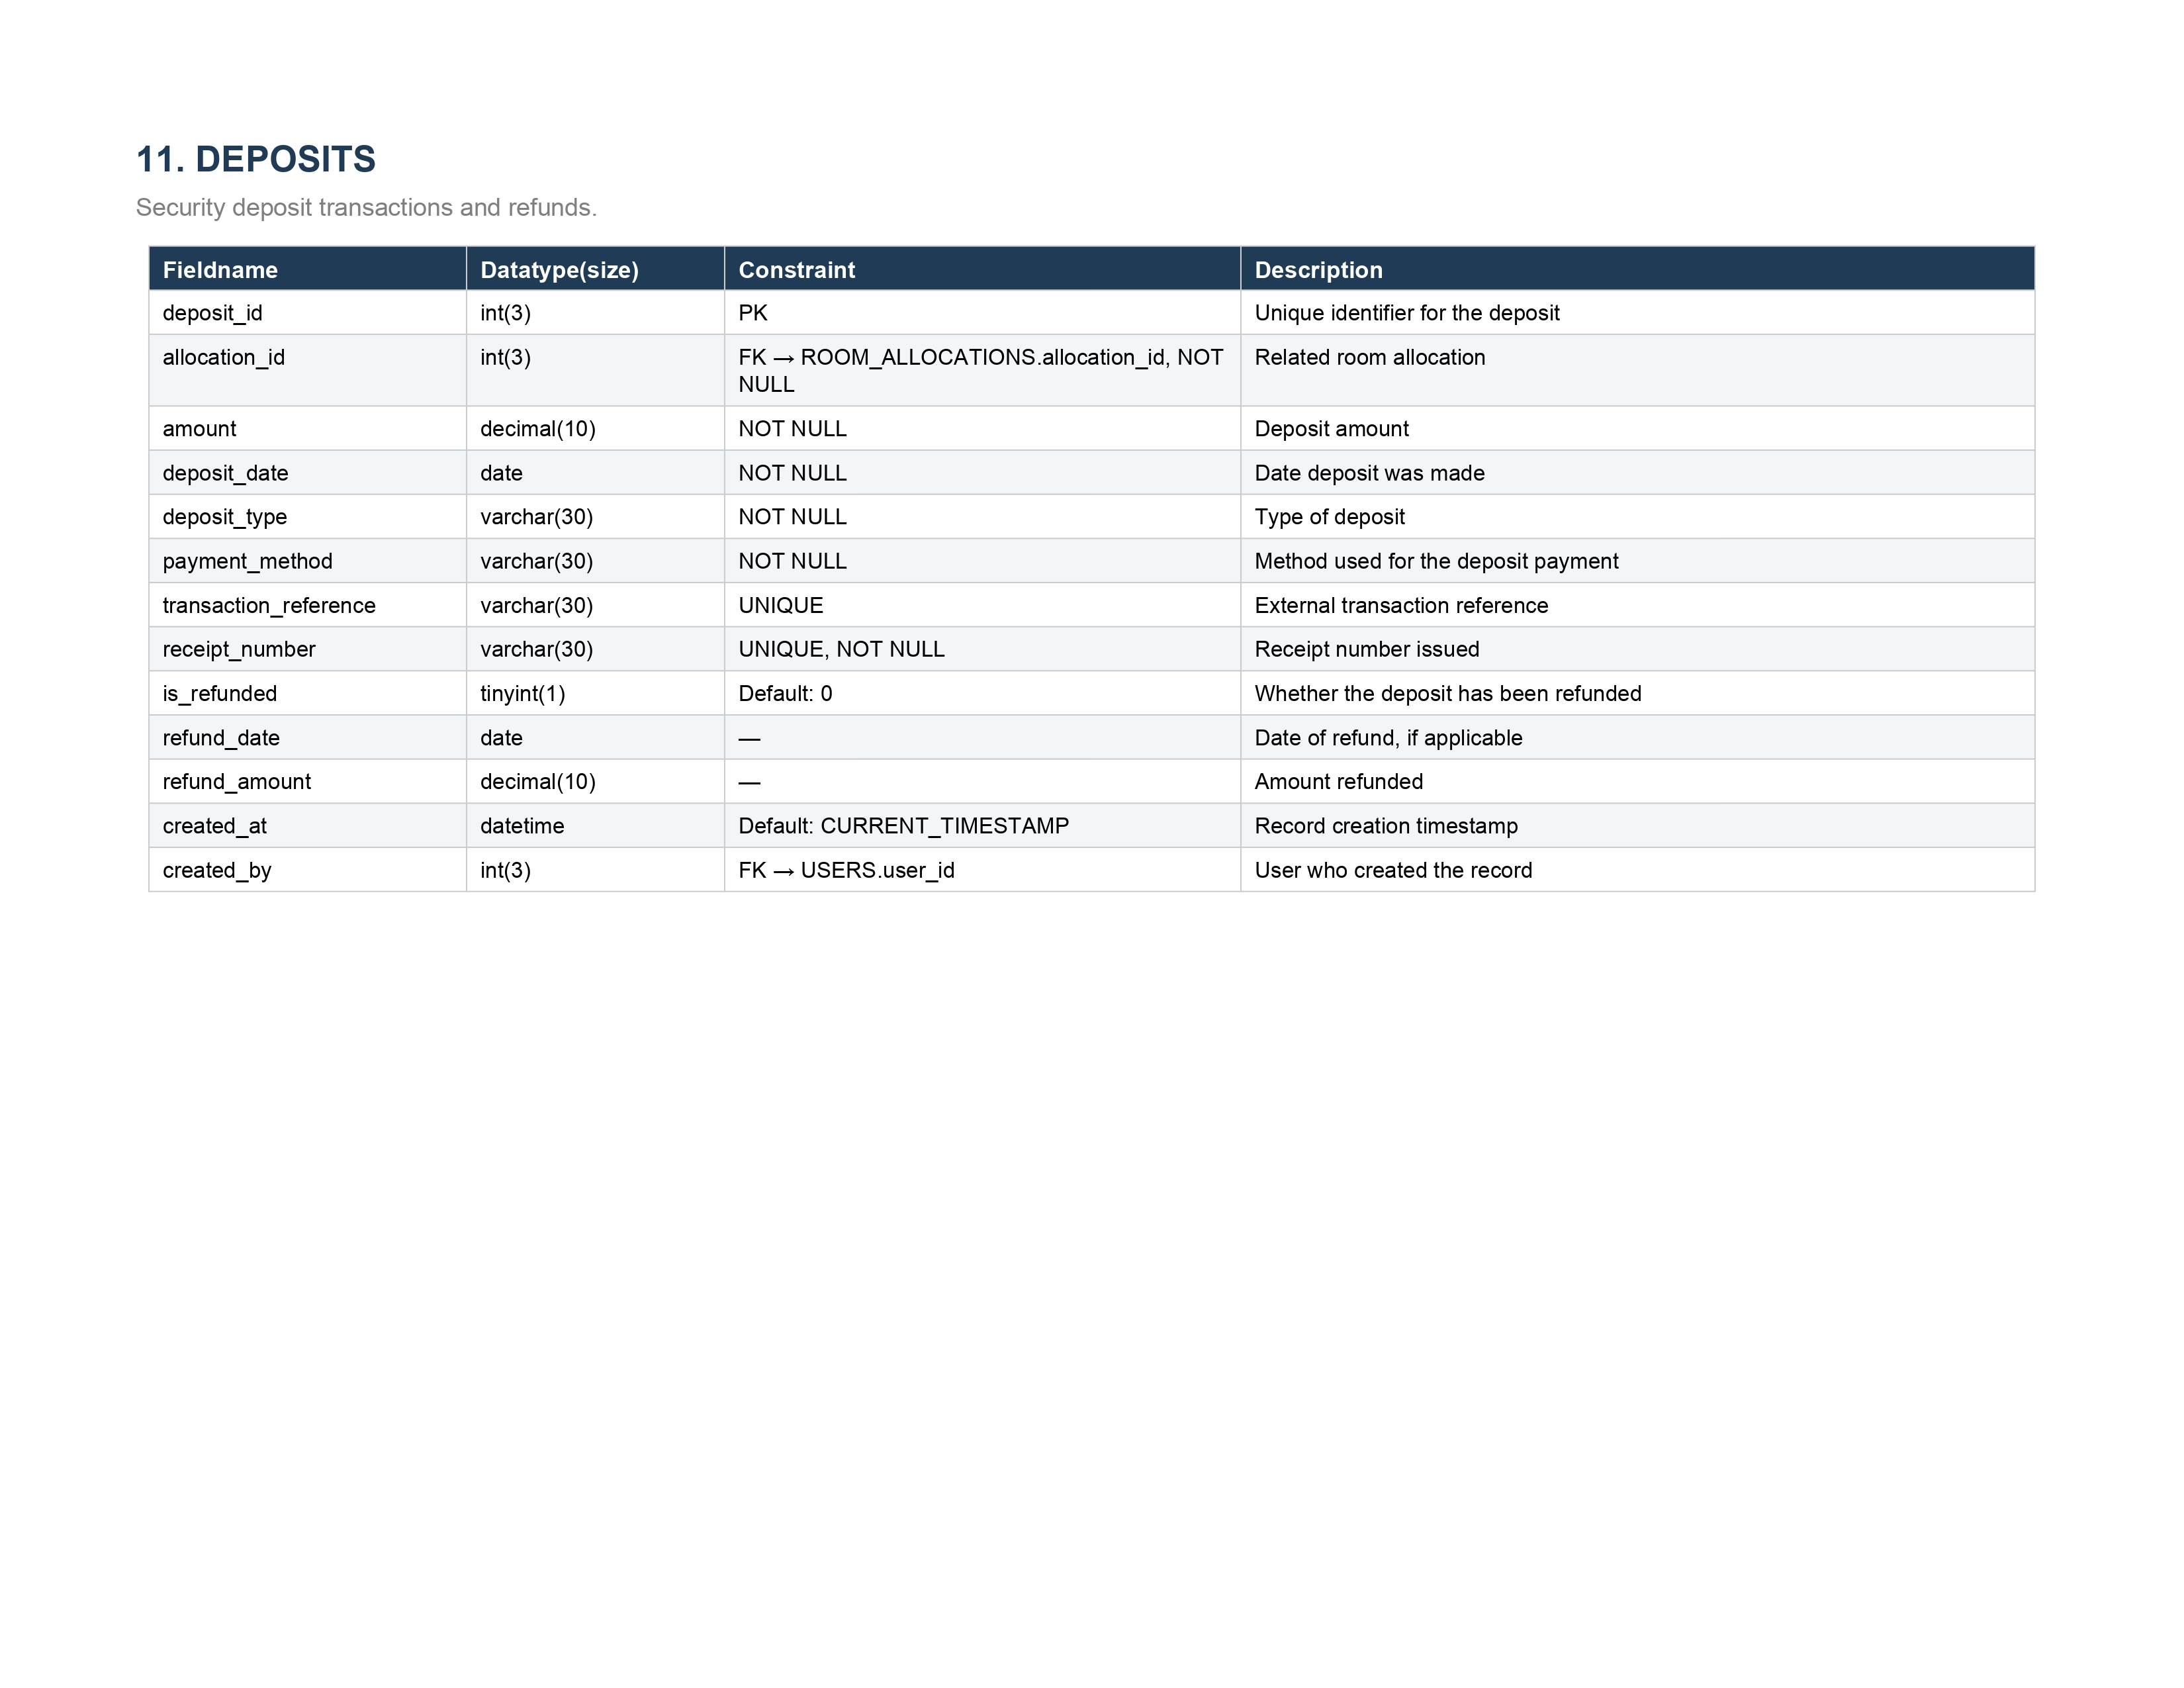 11. DEPOSITS
Security deposit transactions and refunds.
Fieldname Datatype(size) Constraint Description
deposit_id int(3) PK Unique identifier for the deposit
allocation_id int(3) FK → ROOM_ALLOCATIONS.allocation_id, NOT Related room allocation
NULL
amount decimal(10) NOT NULL Deposit amount
deposit_date date NOT NULL Date deposit was made
deposit_type varchar(30) NOT NULL Type of deposit
payment_method varchar(30) NOT NULL Method used for the deposit payment
transaction_reference varchar(30) UNIQUE External transaction reference
receipt_number varchar(30) UNIQUE, NOT NULL Receipt number issued
is_refunded tinyint(1) Default: 0 Whether the deposit has been refunded
refund_date date — Date of refund, if applicable
refund_amount decimal(10) — Amount refunded
created_at datetime Default: CURRENT_TIMESTAMP Record creation timestamp
created_by int(3) FK → USERS.user_id User who created the record